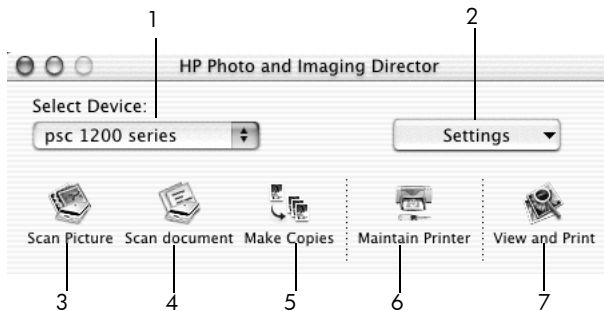 1 2
HP Photo and Imaging Director
Select Device:
psc 1200 series Settings
Scan Picture Scan document Make Copies Maintain Printer View and Print
3 4 5 6 7